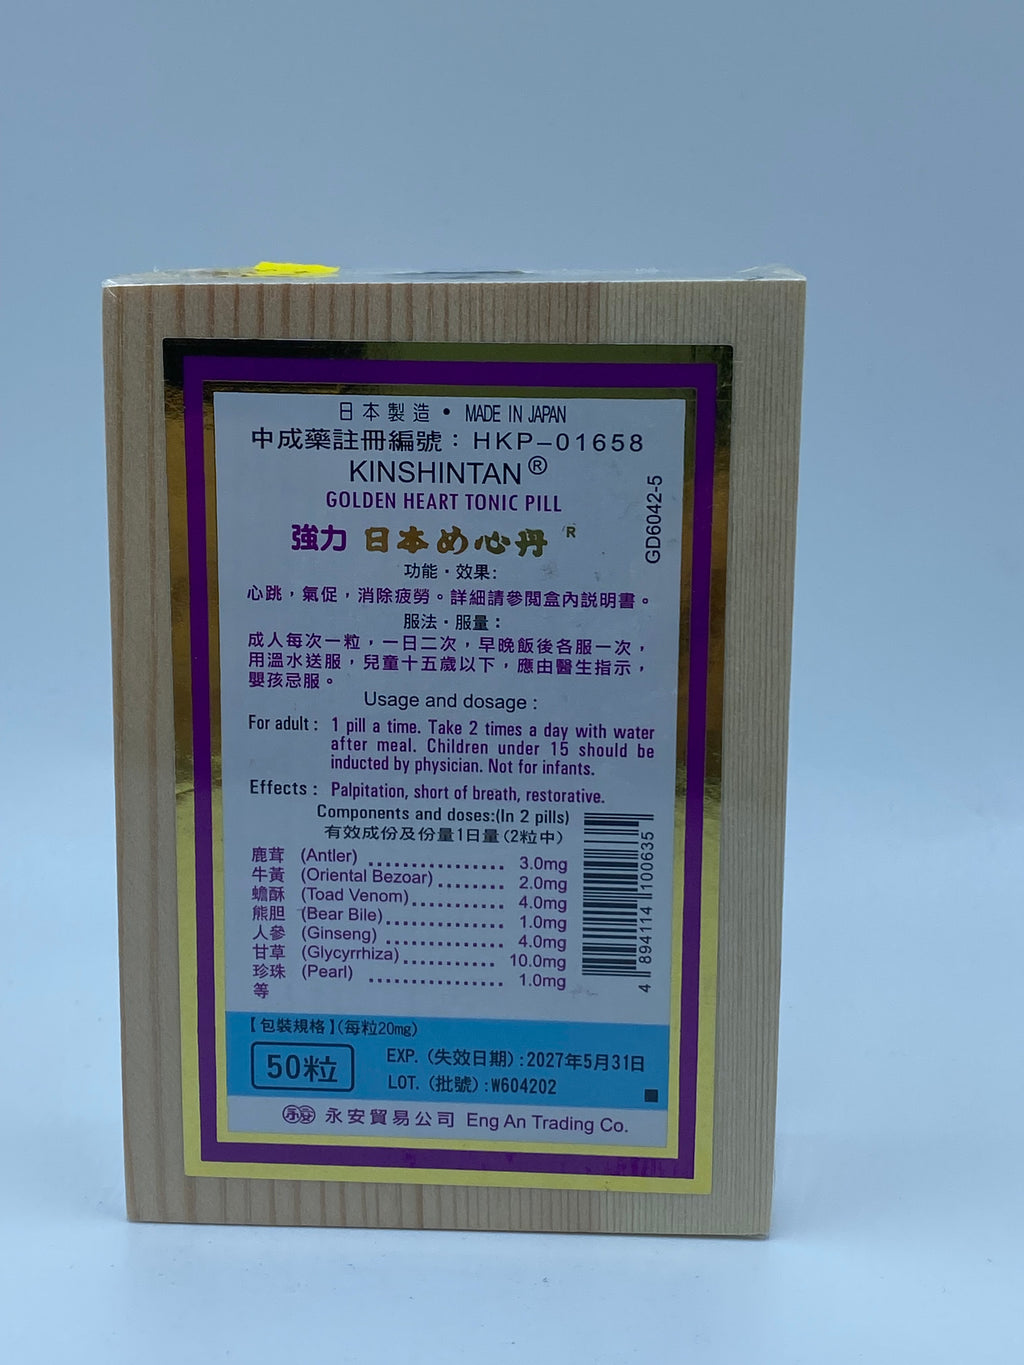 日本製造・MADE IN JAPAN
中成藥註冊編號：HKP-01658
KINSHINTAN®
GOLDEN HEART TONIC PILL
強力 日本め心丹 R
GD6042-5
功能・效果：
心跳，氣促，消除疲勞。詳細請參閲盒內説明書。
服法・服量：
成人每次一粒，一日二次，早晚飯後各服一次，
用溫水送服，兒童十五歲以下，應由醫生指示，
嬰孩忌服。
Usage and dosage :
For adult : 1 pill a time. Take 2 times a day with water
after meal. Children under 15 should be
inducted by physician. Not for infants.
Effects : Palpitation, short of breath, restorative.
Components and doses:(In 2 pills)
有效成份及份量1日量(2粒中)
鹿茸 (Antler) ................ 3.0mg
牛黃 (Oriental Bezoar) ........ 2.0mg
蟾酥 (Toad Venom) ........... 4.0mg
熊胆 (Bear Bile) .............. 1.0mg
人參 (Ginseng) .............. 4.0mg
甘草 (Glycyrrhiza) ........... 10.0mg
珍珠 (Pearl) ................ 1.0mg
等
4 894114 100635
【包裝規格】(每粒20mg)
50粒
EXP. (失效日期) : 2027年5月31日
LOT. (批號) : W604202
永安 永安貿易公司 Eng An Trading Co.